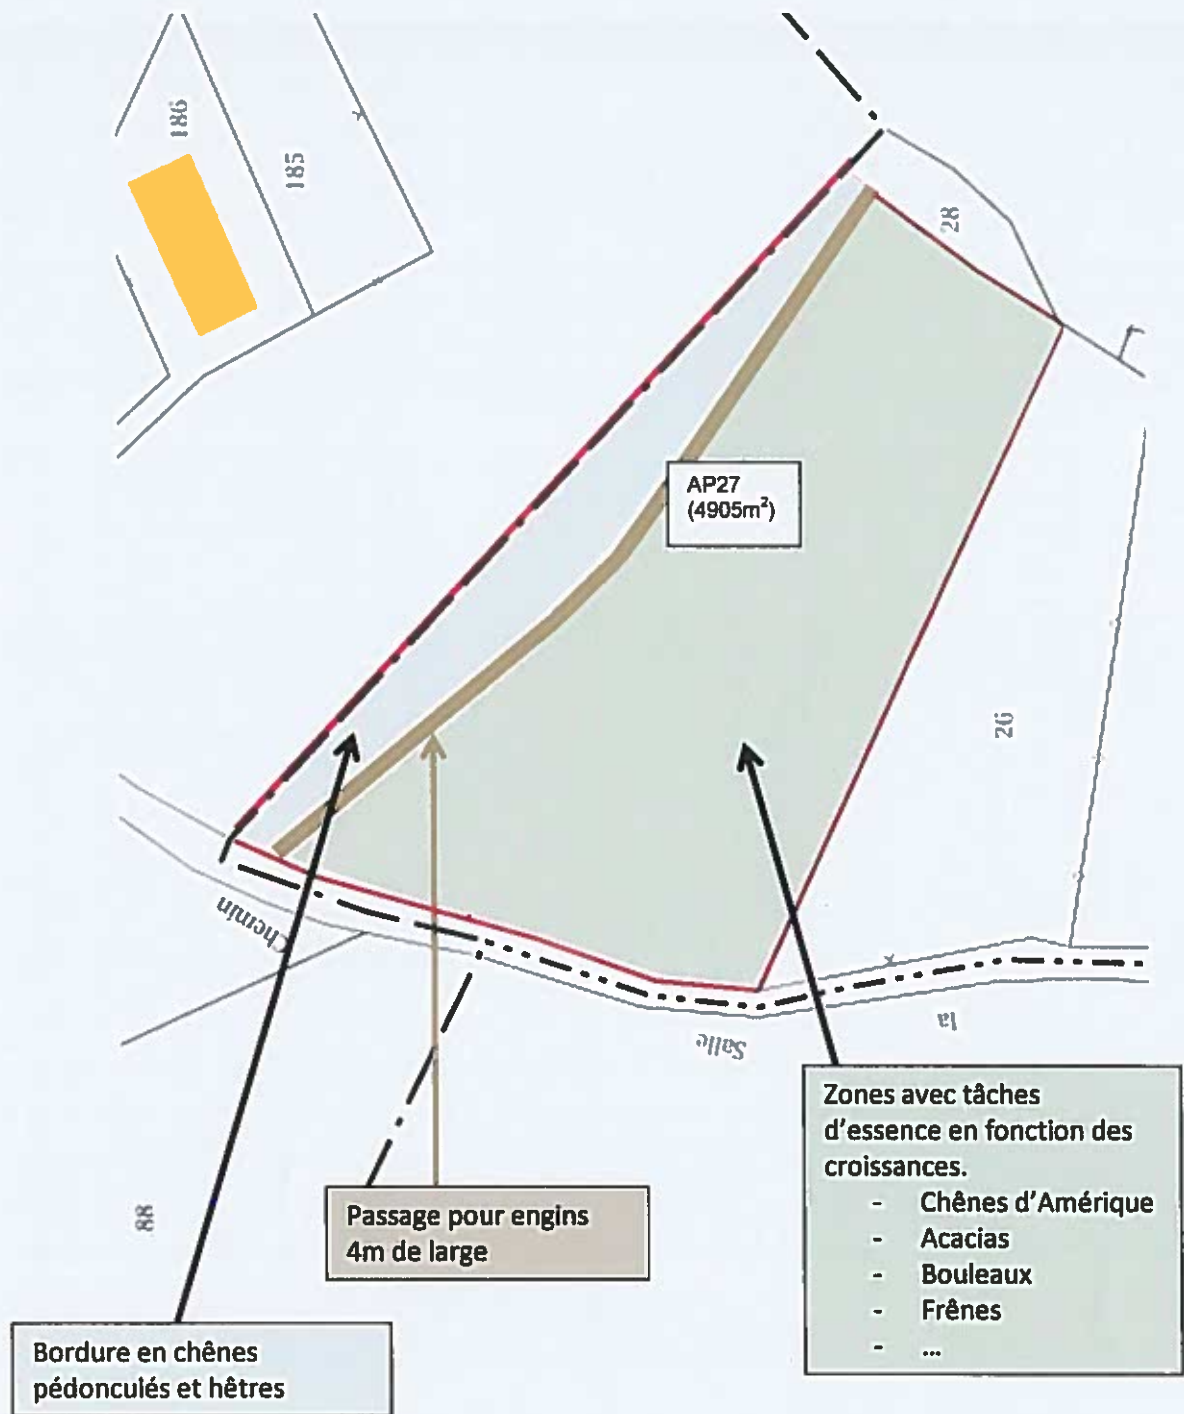 186
185
28
AP27
(4905m²)
26
Chemin
Salle
la
88
Zones avec tâches
d'essence en fonction des
croissances.
- Chênes d'Amérique
- Acacias
- Bouleaux
- Frênes
- ...
Passage pour engins
4m de large
Bordure en chênes
pédonculés et hêtres